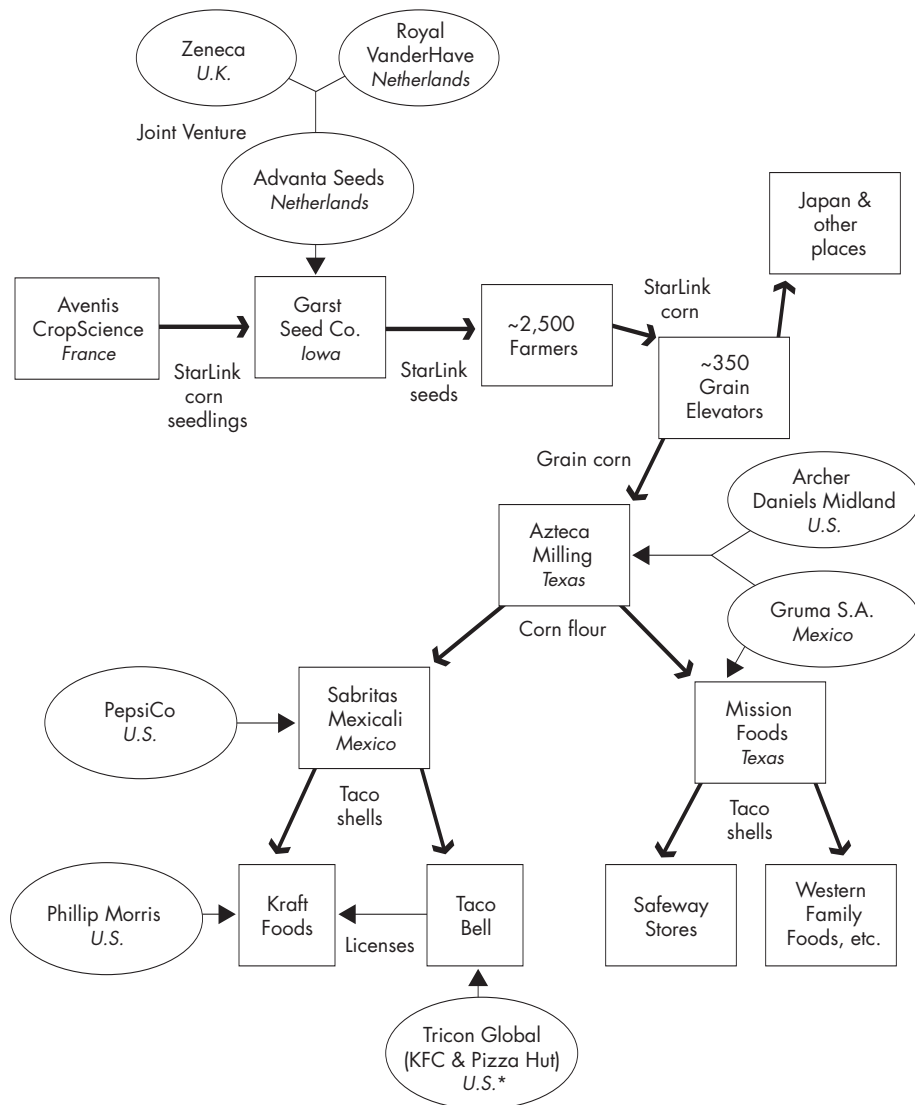 Zeneca
U.K.
Royal
VanderHave
Netherlands
Joint Venture
Advanta Seeds
Netherlands
Japan &
other
places
Aventis
CropScience
France
StarLink
corn
seedlings
Garst
Seed Co.
Iowa
StarLink
seeds
~2,500
Farmers
StarLink
corn
~350
Grain
Elevators
Grain corn
Archer
Daniels Midland
U.S.
Azteca
Milling
Texas
Gruma S.A.
Mexico
Corn flour
PepsiCo
U.S.
Sabritas
Mexicali
Mexico
Mission
Foods
Texas
Taco
shells
Taco
shells
Phillip Morris
U.S.
Kraft
Foods
Licenses
Taco
Bell
Safeway
Stores
Western
Family
Foods, etc.
Tricon Global
(KFC & Pizza Hut)
U.S.*